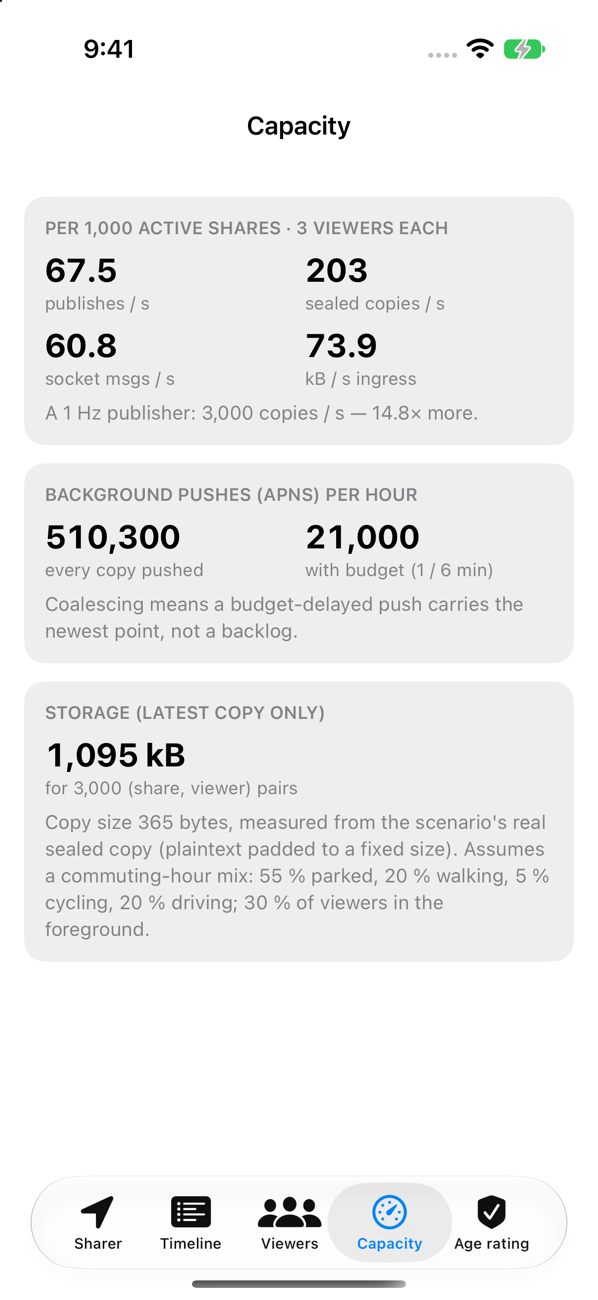 9:41
Capacity
PER 1,000 ACTIVE SHARES · 3 VIEWERS EACH
67.5 203
publishes / s sealed copies / s
60.8 73.9
socket msgs / s kB / s ingress
A 1 Hz publisher: 3,000 copies / s — 14.8× more.
BACKGROUND PUSHES (APNS) PER HOUR
510,300 21,000
every copy pushed with budget (1 / 6 min)
Coalescing means a budget-delayed push carries the
newest point, not a backlog.
STORAGE (LATEST COPY ONLY)
1,095 kB
for 3,000 (share, viewer) pairs
Copy size 365 bytes, measured from the scenario's real
sealed copy (plaintext padded to a fixed size). Assumes
a commuting-hour mix: 55 % parked, 20 % walking, 5 %
cycling, 20 % driving; 30 % of viewers in the
foreground.
Sharer Timeline Viewers Capacity Age rating